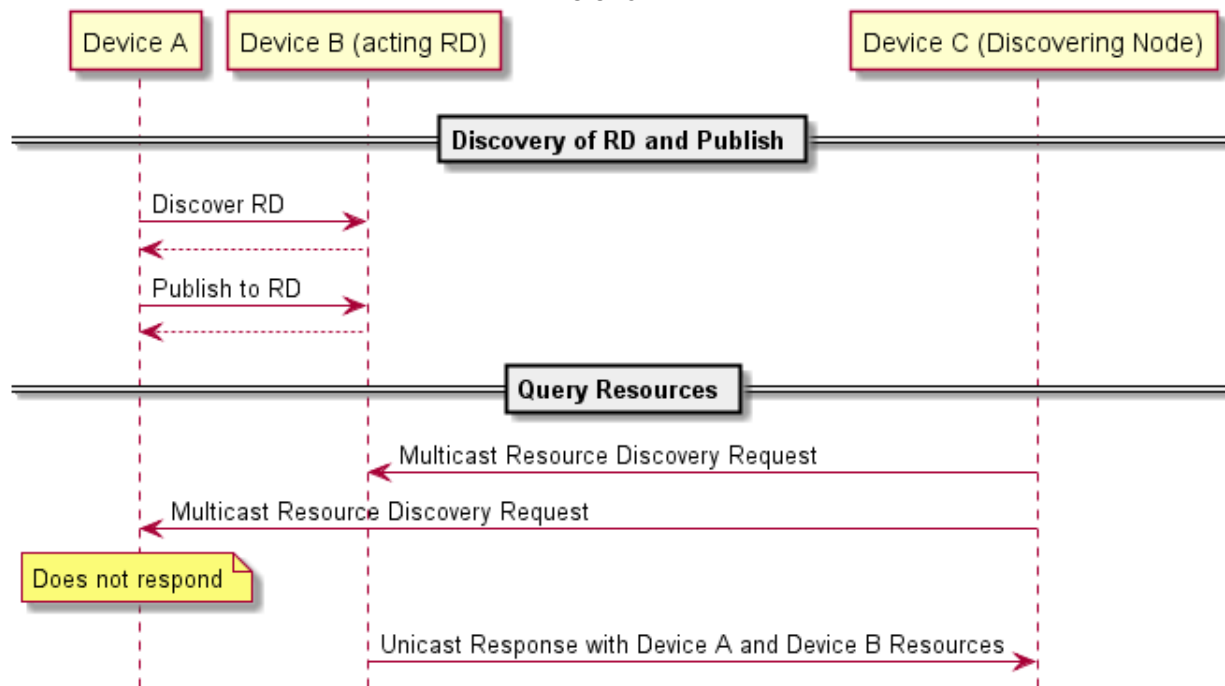 Device A
Device B (acting RD)
Device C (Discovering Node)
Discovery of RD and Publish
Discover RD
Publish to RD
Query Resources
Multicast Resource Discovery Request
Multicast Resource Discovery Request
Does not respond
Unicast Response with Device A and Device B Resources